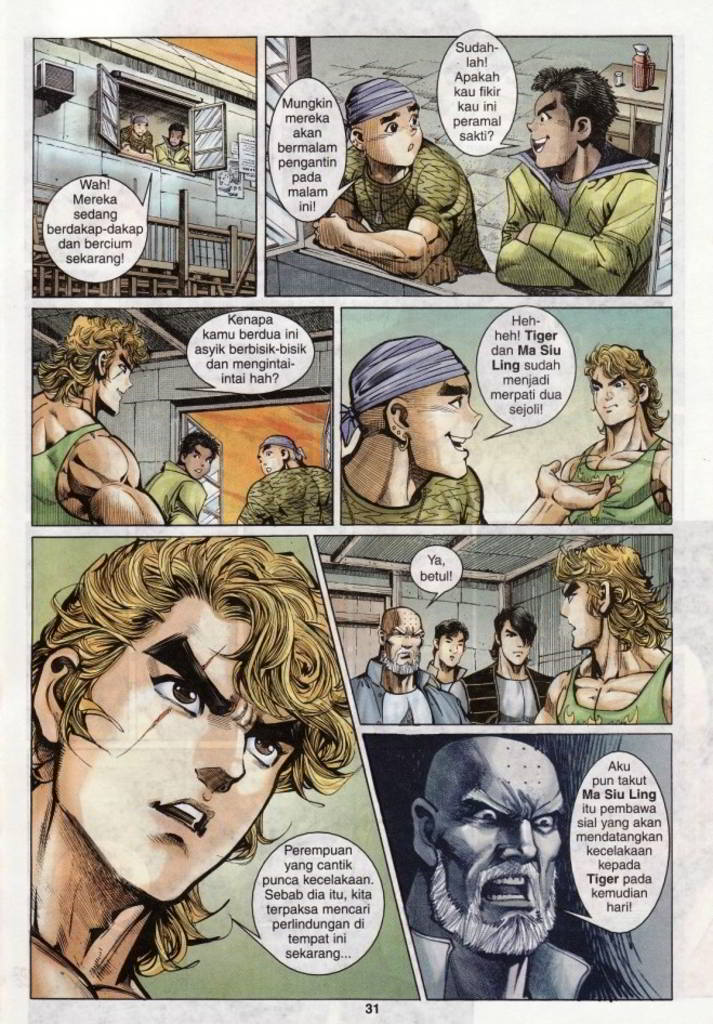 Wah!
Mereka
sedang
berdakap-dakap
dan bercium
sekarang!
Mungkin
mereka
akan
bermalam
pengantin
pada
malam
ini!
Sudah-
lah!
Apakah
kau fikir
kau ini
peramal
sakti?
Kenapa
kamu berdua ini
asyik berbisik-bisik
dan mengintai-
intai hah?
Heh-
heh! Tiger
dan Ma Siu
Ling sudah
menjadi
merpati dua
sejoli!
Perempuan
yang cantik
punca kecelakaan.
Sebab dia itu, kita
terpaksa mencari
perlindungan di
tempat ini
sekarang...
Ya,
betul!
Aku
pun takut
Ma Siu Ling
itu pembawa
sial yang akan
mendatangkan
kecelakaan
kepada
Tiger pada
kemudian
hari!
31